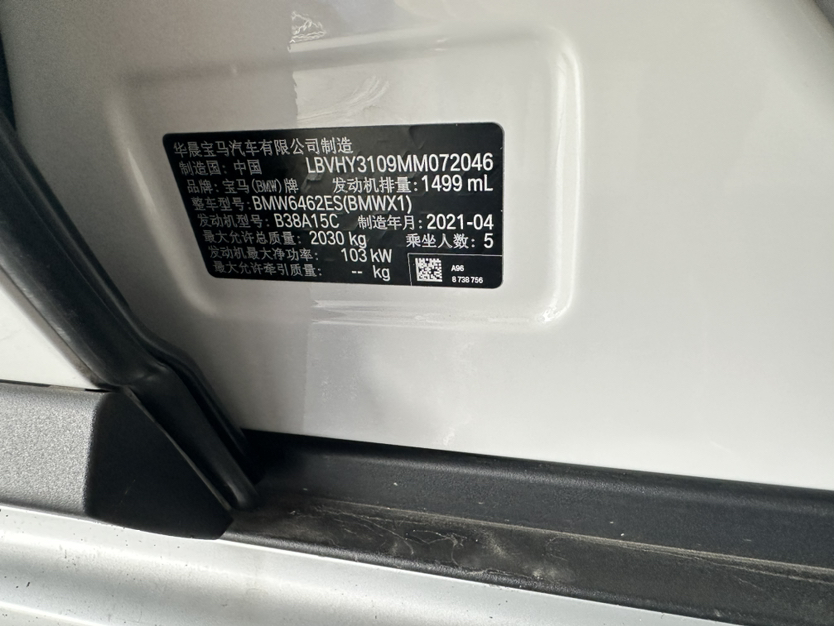 华晨宝马汽车有限公司制造
制造国: 中国 LBVHY3109MM072046
品牌: 宝马(BMW)牌 发动机排量: 1499 mL
整车型号: BMW6462ES(BMWX1)
发动机型号: B38A15C 制造年月: 2021-04
最大允许总质量: 2030 kg 乘坐人数: 5
发动机最大净功率: 103 kW
最大允许牵引质量: -- kg
A96
8 738 756